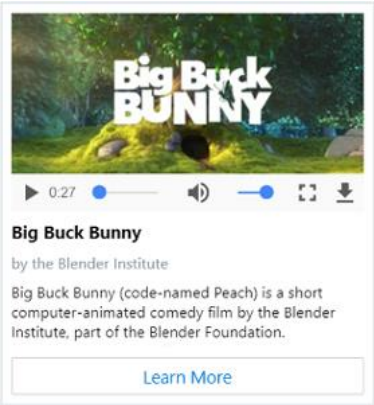 Big Buck
BUNNY
0:27
Big Buck Bunny
by the Blender Institute
Big Buck Bunny (code-named Peach) is a short
computer-animated comedy film by the Blender
Institute, part of the Blender Foundation.
Learn More